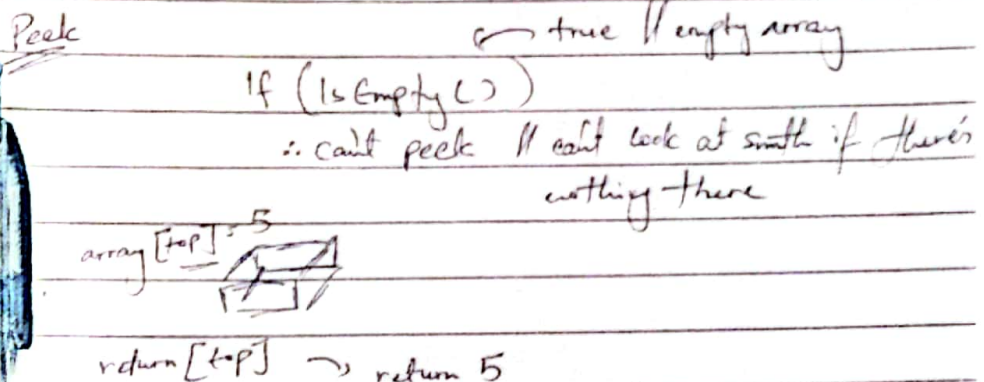 Peek
true // empty array
If (IsEmpty())
∴ can't peek // can't look at smth if there's
nothing there
array[top] = 5
return [top] → return 5